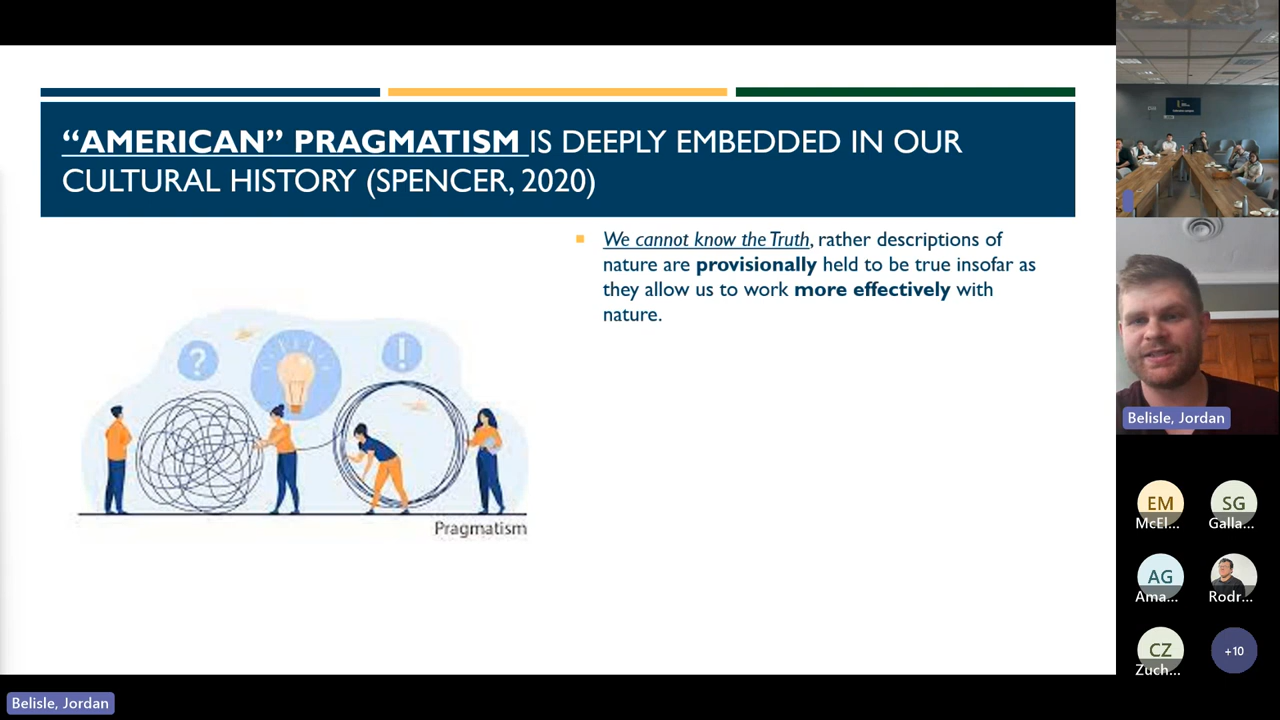 “AMERICAN” PRAGMATISM IS DEEPLY EMBEDDED IN OUR
CULTURAL HISTORY (SPENCER, 2020)
We cannot know the Truth, rather descriptions of
nature are provisionally held to be true insofar as
they allow us to work more effectively with
nature.
?
!
Pragmatism
Belisle, Jordan
EM
McEl...
SG
Galla...
AG
Ama...
Rodr...
CZ
Zuch...
+10
Belisle, Jordan